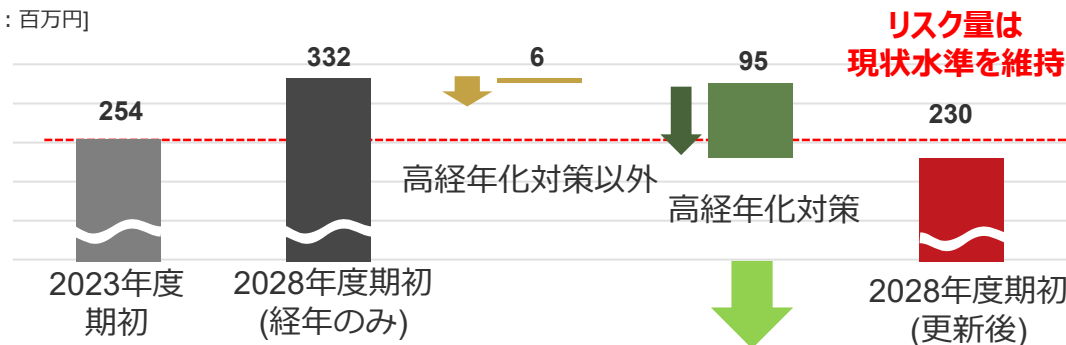 : 百万円]
リスク量は
現状水準を維持
332
6
95
254
230
高経年化対策以外
高経年化対策
2023年度
期初
2028年度期初
(経年のみ)
2028年度期初
(更新後)